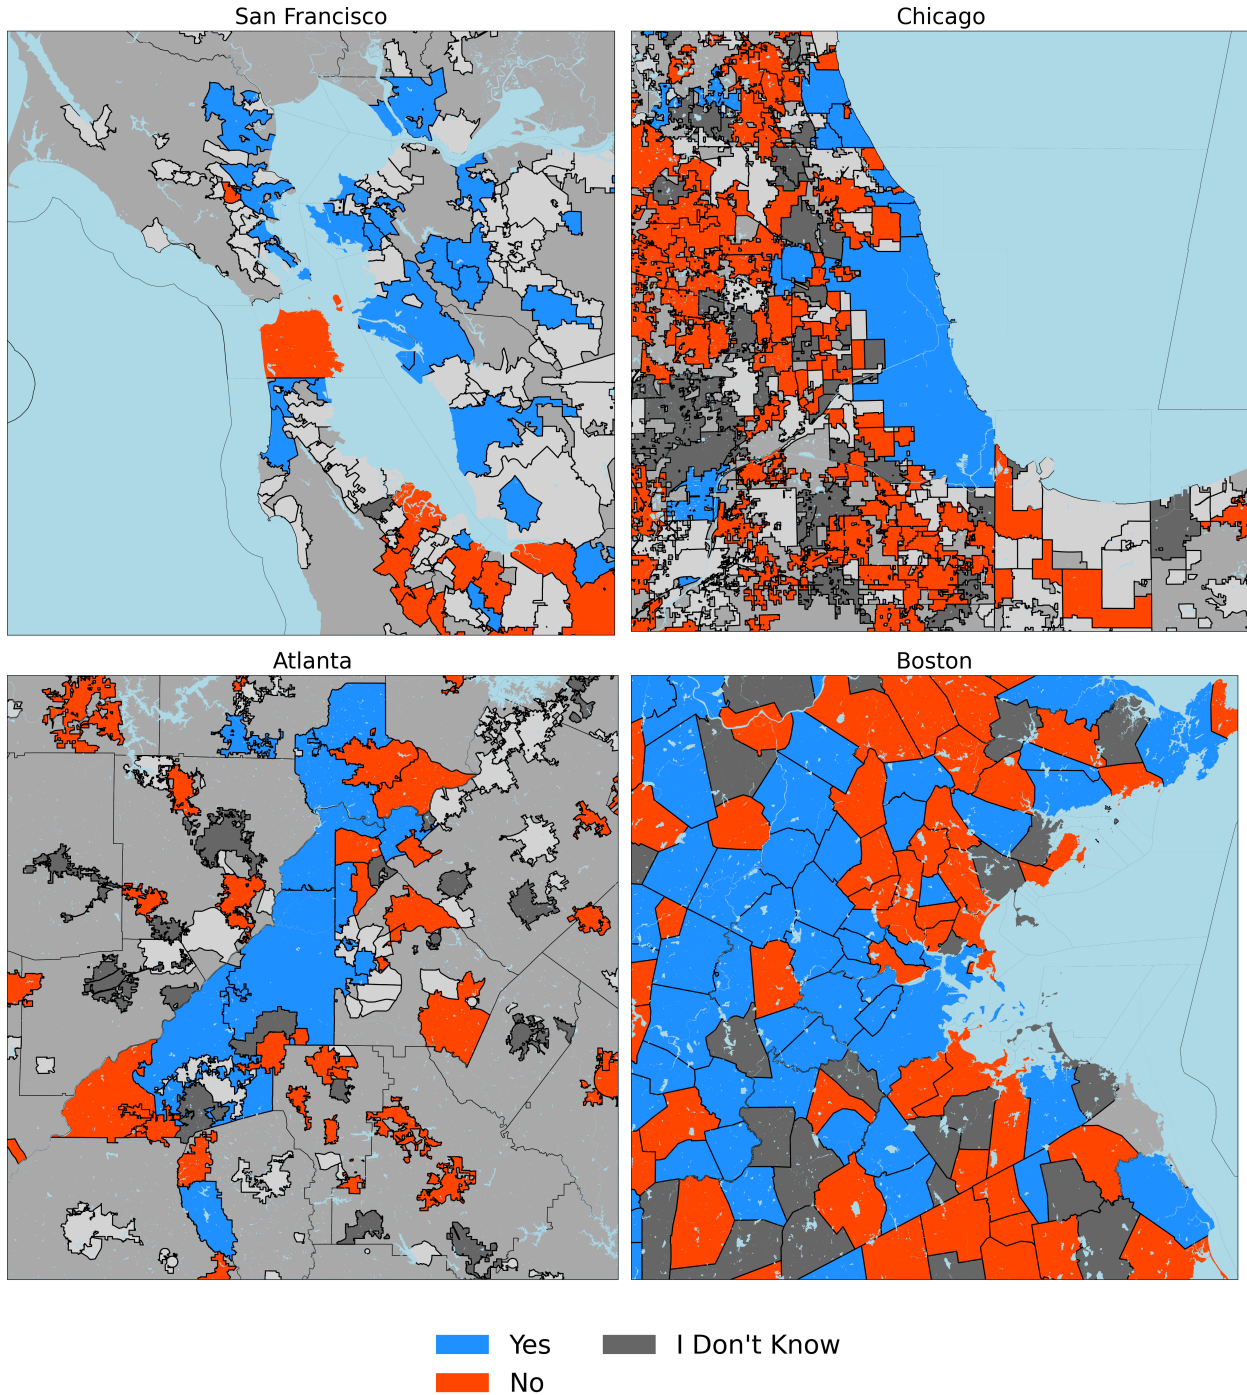 San Francisco
Chicago
Atlanta
Boston
Yes
I Don't Know
No